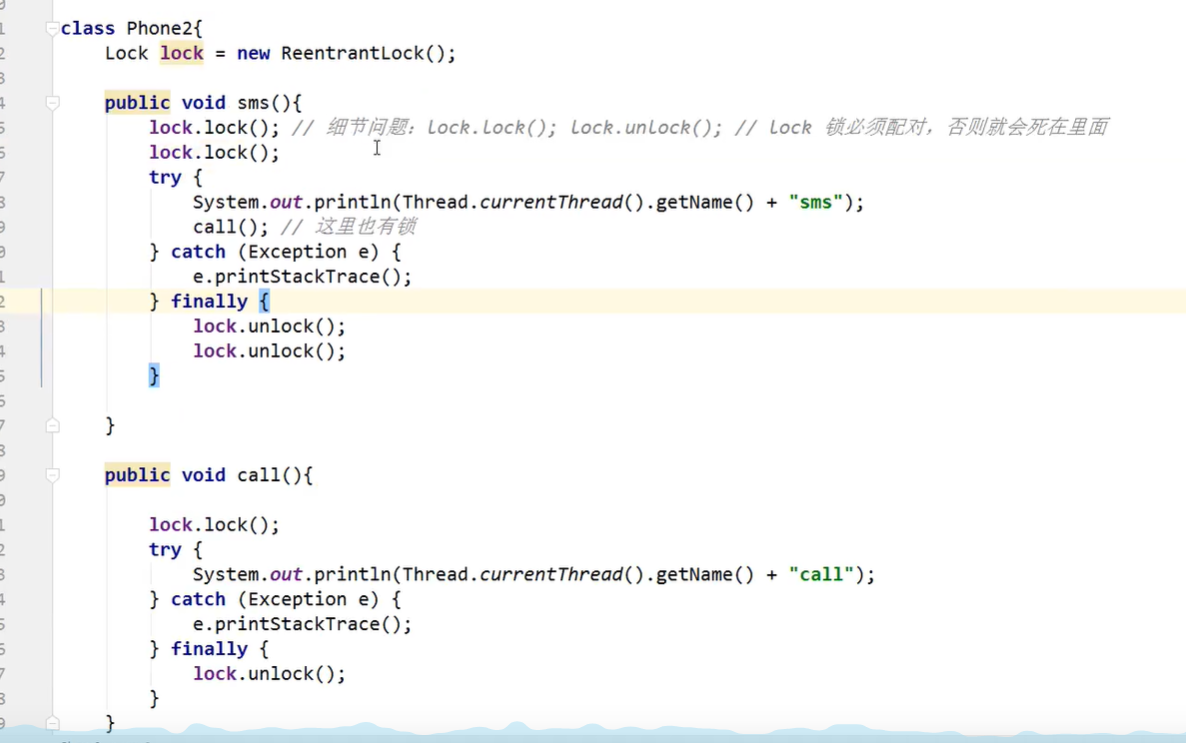 class Phone2{
Lock lock = new ReentrantLock();
public void sms(){
lock.lock(); // 细节问题：lock.lock(); lock.unlock(); // lock 锁必须配对，否则就会死在里面
lock.lock();
try {
System.out.println(Thread.currentThread().getName() + "sms");
call(); // 这里也有锁
} catch (Exception e) {
e.printStackTrace();
} finally {
lock.unlock();
lock.unlock();
}
}
public void call(){
lock.lock();
try {
System.out.println(Thread.currentThread().getName() + "call");
} catch (Exception e) {
e.printStackTrace();
} finally {
lock.unlock();
}
}